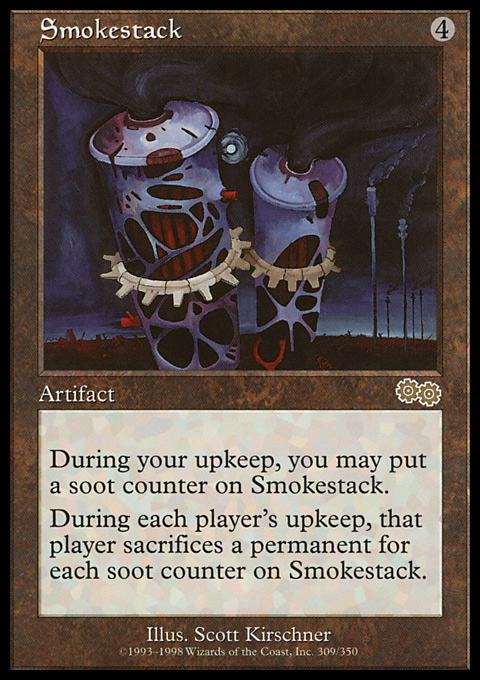 Smokestack
4
Artifact
During your upkeep, you may put
a soot counter on Smokestack.
During each player's upkeep, that
player sacrifices a permanent for
each soot counter on Smokestack.
Illus. Scott Kirschner
©1993-1998 Wizards of the Coast, Inc. 309/350